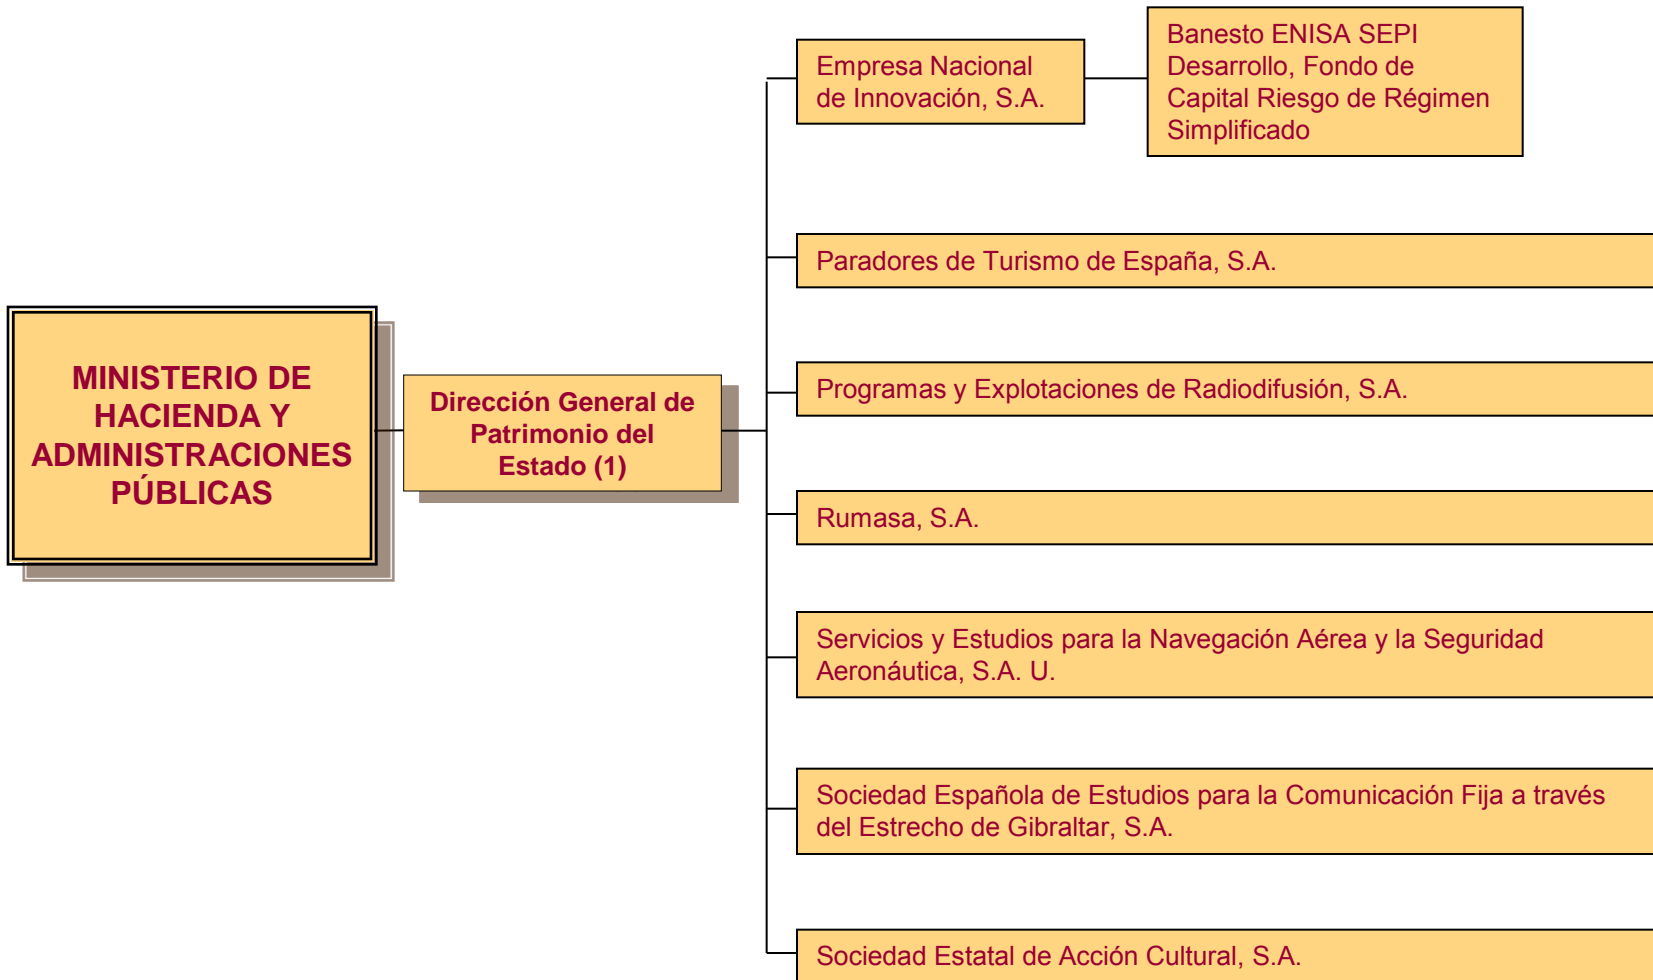 MINISTERIO DE
HACIENDA Y
ADMINISTRACIONES
PÚBLICAS
Dirección General de
Patrimonio del
Estado (1)
Empresa Nacional
de Innovación, S.A.
Banesto ENISA SEPI
Desarrollo, Fondo de
Capital Riesgo de Régimen
Simplificado
Paradores de Turismo de España, S.A.
Programas y Explotaciones de Radiodifusión, S.A.
Rumasa, S.A.
Servicios y Estudios para la Navegación Aérea y la Seguridad
Aeronáutica, S.A. U.
Sociedad Española de Estudios para la Comunicación Fija a través
del Estrecho de Gibraltar, S.A.
Sociedad Estatal de Acción Cultural, S.A.